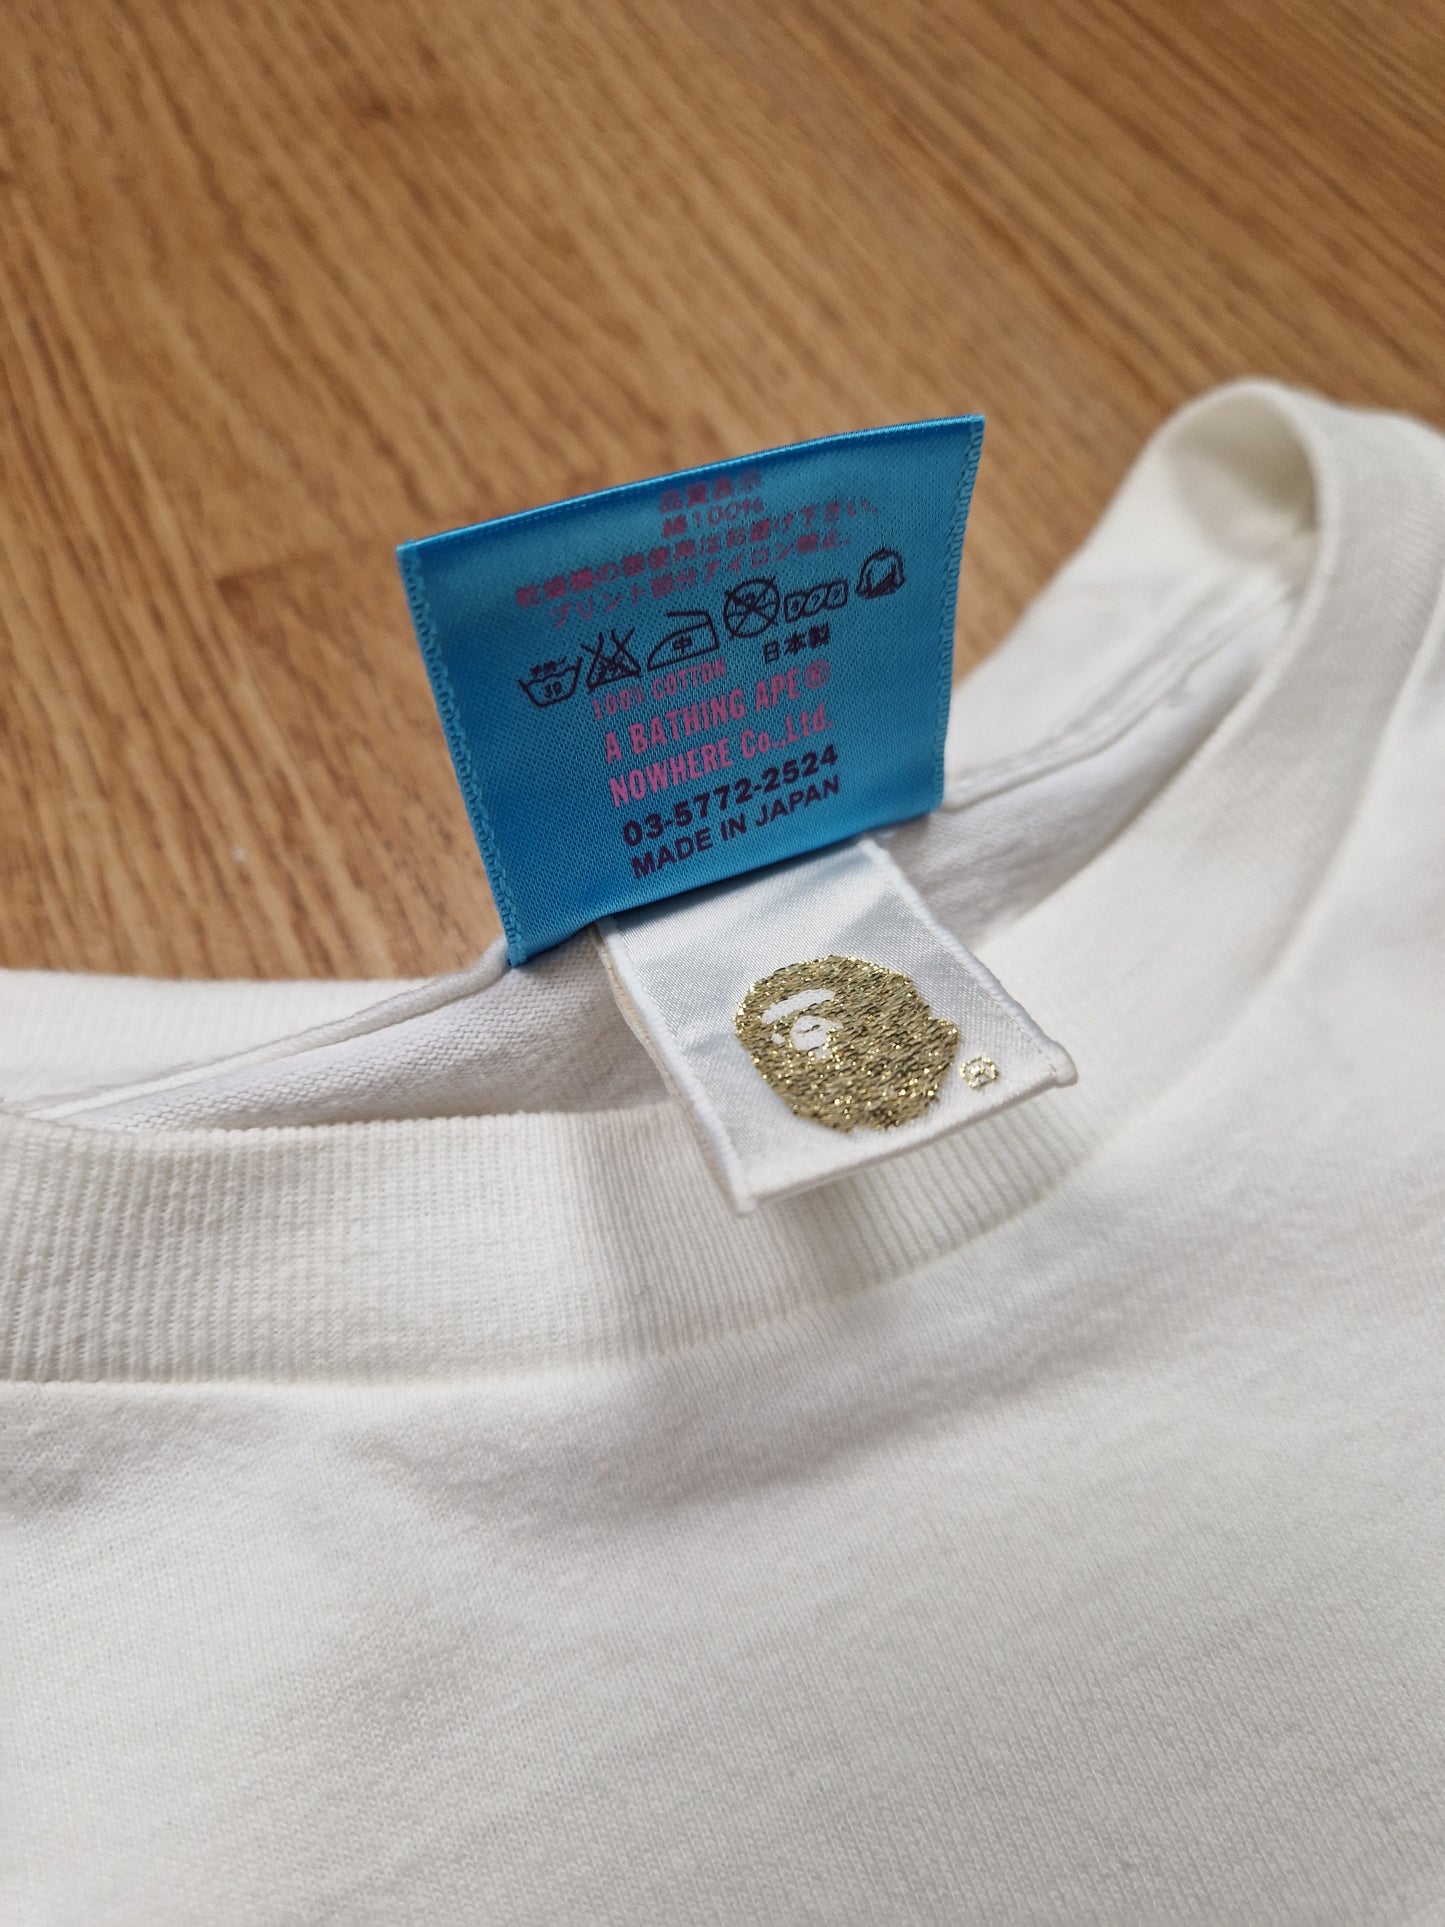 品質表示
綿100%
乾燥機の御使用はお避け下さい。
プリント部分アイロン禁止。
30 中
日本製
100% COTTON
A BATHING APE®
NOWHERE Co.,Ltd.
03-5772-2524
MADE IN JAPAN